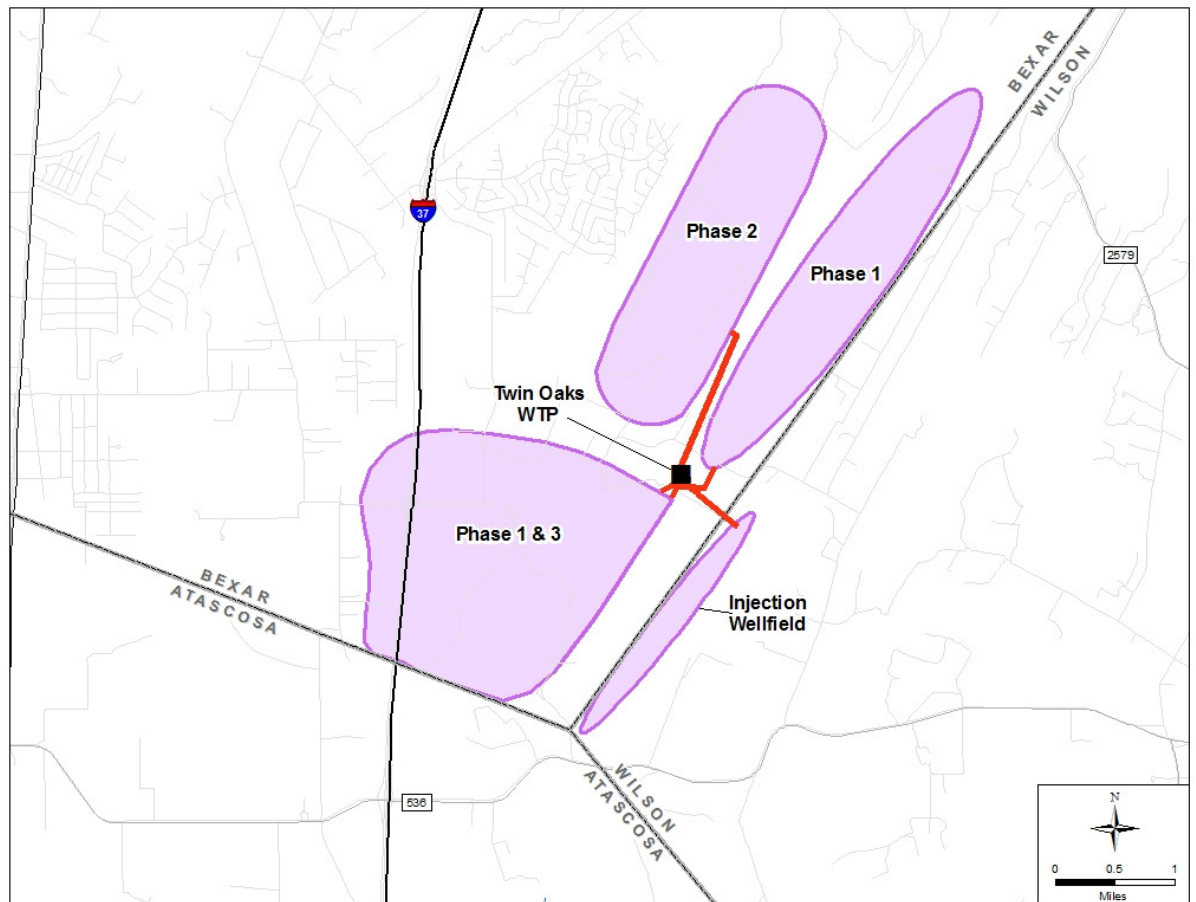 BEXAR
WILSON
37
Phase 2
2579
Phase 1
Twin Oaks
WTP
Phase 1 & 3
BEXAR
ATASCOSA
Injection
Wellfield
WILSON
ATASCOSA
536
N
0 0.5 1
Miles